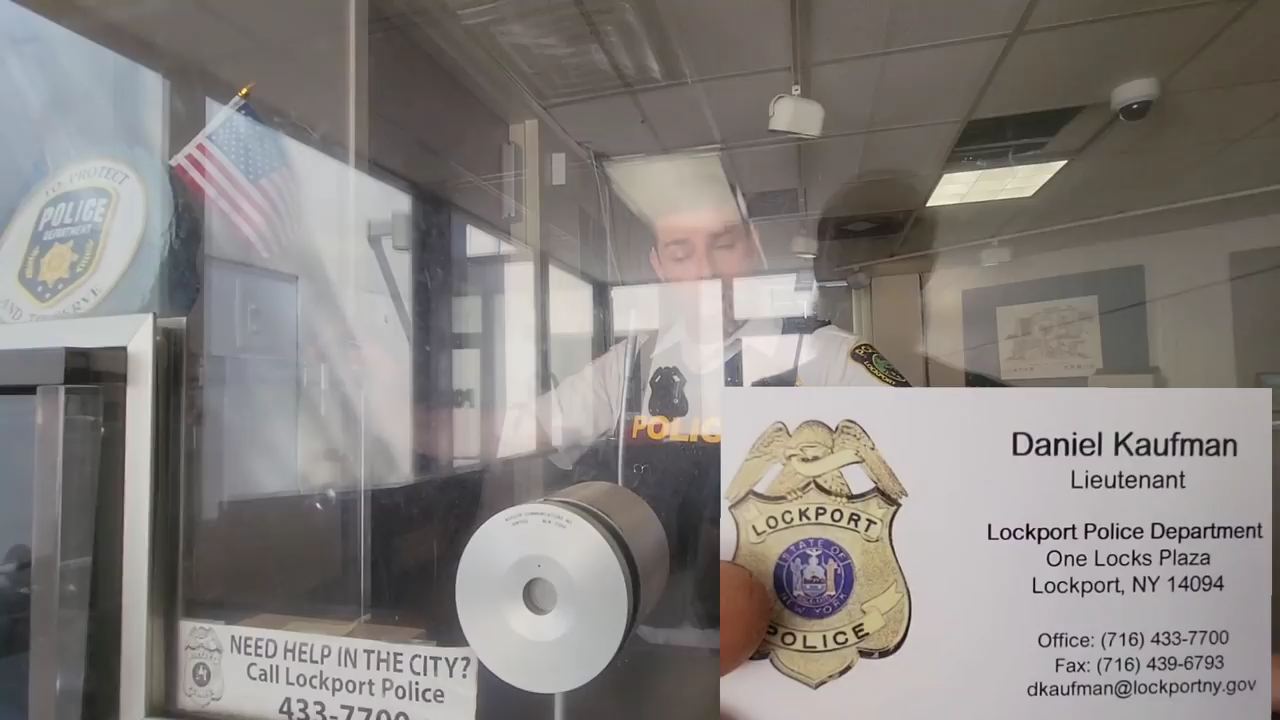 TO PROTECT
POLICE
DEPARTMENT
AND TO SERVE
POLICE
LOCKPORT
NEED HELP IN THE CITY?
Call Lockport Police
433-7700
LOCKPORT
STATE OF
NEW YORK
POLICE
Daniel Kaufman
Lieutenant
Lockport Police Department
One Locks Plaza
Lockport, NY 14094
Office: (716) 433-7700
Fax: (716) 439-6793
dkaufman@lockportny.gov